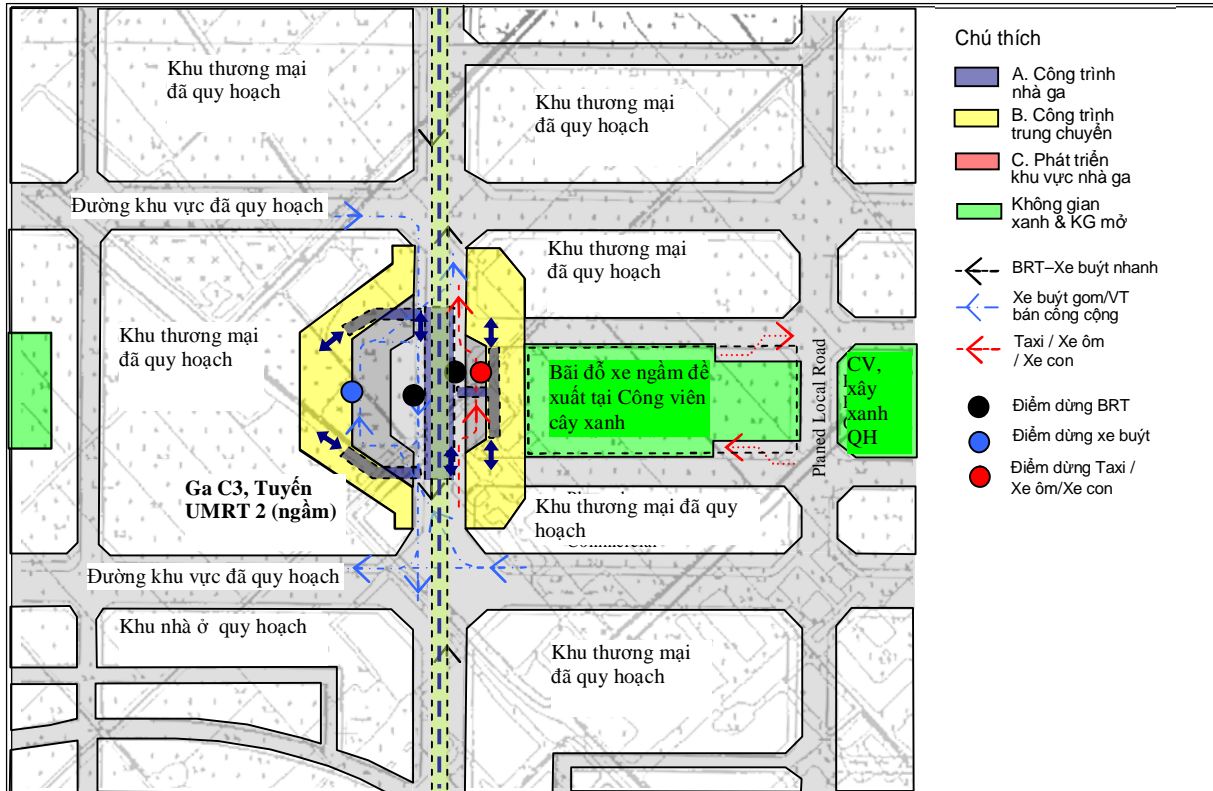 Khu thương mại
đã quy hoạch
Khu thương mại
đã quy hoạch
Đường khu vực đã quy hoạch
Khu thương mại
đã quy hoạch
Khu thương mại
đã quy hoạch
Bãi đỗ xe ngầm đề
xuất tại Công viên
cây xanh
Planed Local Road
CV,
xây
xanh
QH
Ga C3, Tuyến
UMRT 2 (ngầm)
Khu thương mại đã quy
hoạch
Đường khu vực đã quy hoạch
Khu nhà ở quy hoạch
Khu thương mại
đã quy hoạch
Chú thích
A. Công trình
nhà ga
B. Công trình
trung chuyển
C. Phát triển
khu vực nhà ga
Không gian
xanh & KG mở
BRT–Xe buýt nhanh
Xe buýt gom/VT
bán công cộng
Taxi / Xe ôm
/ Xe con
Điểm dừng BRT
Điểm dừng xe buýt
Điểm dừng Taxi /
Xe ôm/Xe con